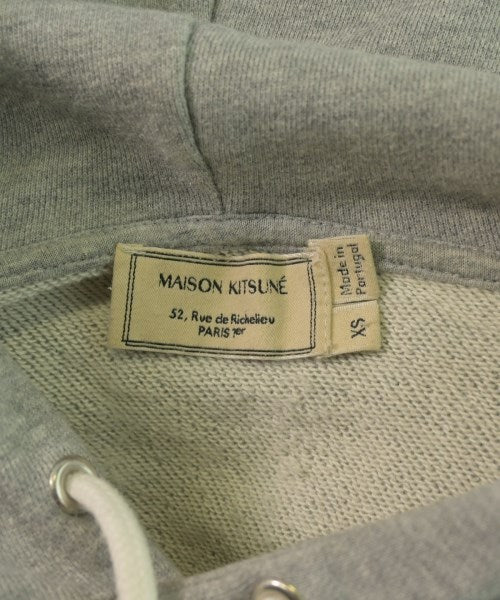 MAISON KITSUNÉ
52, Rue de Richelieu
PARIS 1er
Made in
Portugal
XS